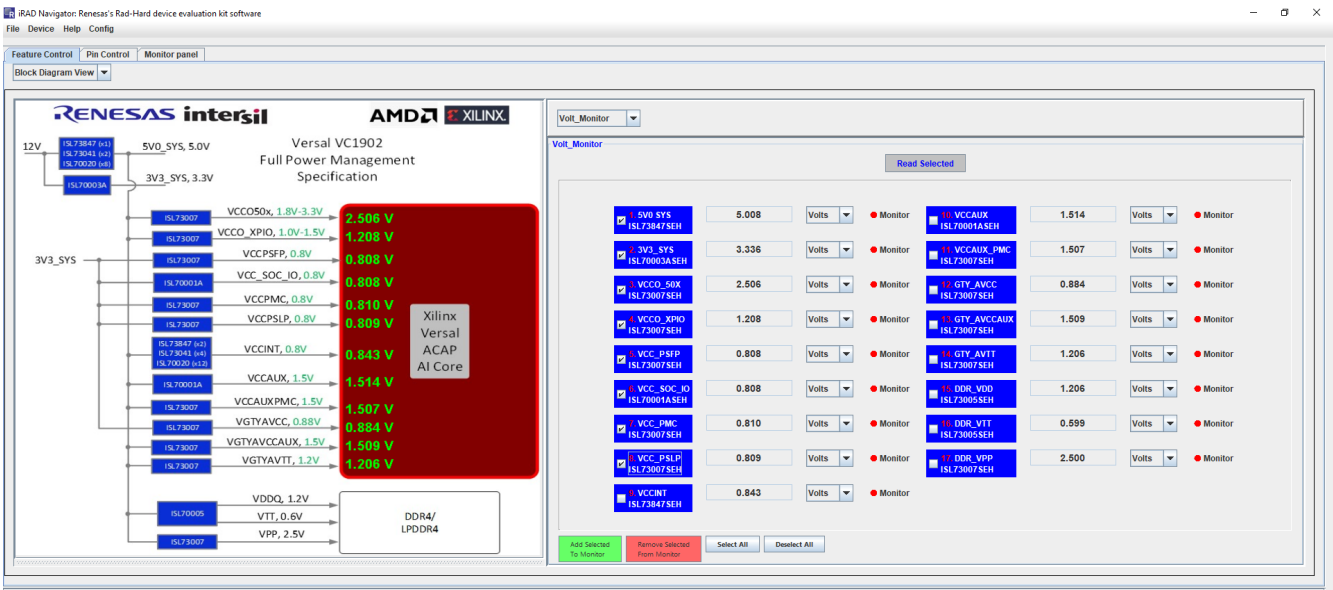 iRAD Navigator: Renesas's Rad-Hard device evaluation kit software
File Device Help Config
Feature Control Pin Control Monitor panel
Block Diagram View
RENESAS intersil AMD XILINX.
Versal VC1902
Full Power Management
Specification
12V
ISL73847 (x1)
ISL73041 (x2)
ISL70020 (x8)
5V0_SYS, 5.0V
ISL70003A
3V3_SYS, 3.3V
3V3_SYS
ISL73007 VCCO50x, 1.8V-3.3V 2.506 V
ISL73007 VCCO_XPIO, 1.0V-1.5V 1.208 V
ISL73007 VCCPSFP, 0.8V 0.808 V
ISL70001A VCC_SOC_IO, 0.8V 0.808 V
ISL73007 VCCPMC, 0.8V 0.810 V
ISL73007 VCCPSLP, 0.8V 0.809 V
ISL73847 (x2)
ISL73041 (x4)
ISL70020 (x12)
VCCINT, 0.8V 0.843 V
ISL70001A VCCAUX, 1.5V 1.514 V
ISL73007 VCCAUXPMC, 1.5V 1.507 V
ISL73007 VGTYAVCC, 0.88V 0.884 V
ISL73007 VGTYAVCCAUX, 1.5V 1.509 V
ISL73007 VGTYAVTT, 1.2V 1.206 V
Xilinx
Versal
ACAP
AI Core
ISL70005
VDDQ, 1.2V
VTT, 0.6V
ISL73007 VPP, 2.5V
DDR4/
LPDDR4
Volt_Monitor
Volt_Monitor
Read Selected
1. 5V0 SYS
ISL73847SEH
5.008 Volts Monitor
2. 3V3_SYS
ISL70003ASEH
3.336 Volts Monitor
3. VCCO_50X
ISL73007SEH
2.506 Volts Monitor
4. VCCO_XPIO
ISL73007SEH
1.208 Volts Monitor
5. VCC_PSFP
ISL73007SEH
0.808 Volts Monitor
6. VCC_SOC_IO
ISL70001ASEH
0.808 Volts Monitor
7. VCC_PMC
ISL73007SEH
0.810 Volts Monitor
8. VCC_PSLP
ISL73007SEH
0.809 Volts Monitor
9. VCCINT
ISL73847SEH
0.843 Volts Monitor
10. VCCAUX
ISL70001ASEH
1.514 Volts Monitor
11. VCCAUX_PMC
ISL73007SEH
1.507 Volts Monitor
12. GTY_AVCC
ISL73007SEH
0.884 Volts Monitor
13. GTY_AVCCAUX
ISL73007SEH
1.509 Volts Monitor
14. GTY_AVTT
ISL73007SEH
1.206 Volts Monitor
15. DDR_VDD
ISL73005SEH
1.206 Volts Monitor
16. DDR_VTT
ISL73005SEH
0.599 Volts Monitor
17. DDR_VPP
ISL73007SEH
2.500 Volts Monitor
Add Selected
To Monitor
Remove Selected
From Monitor
Select All Deselect All